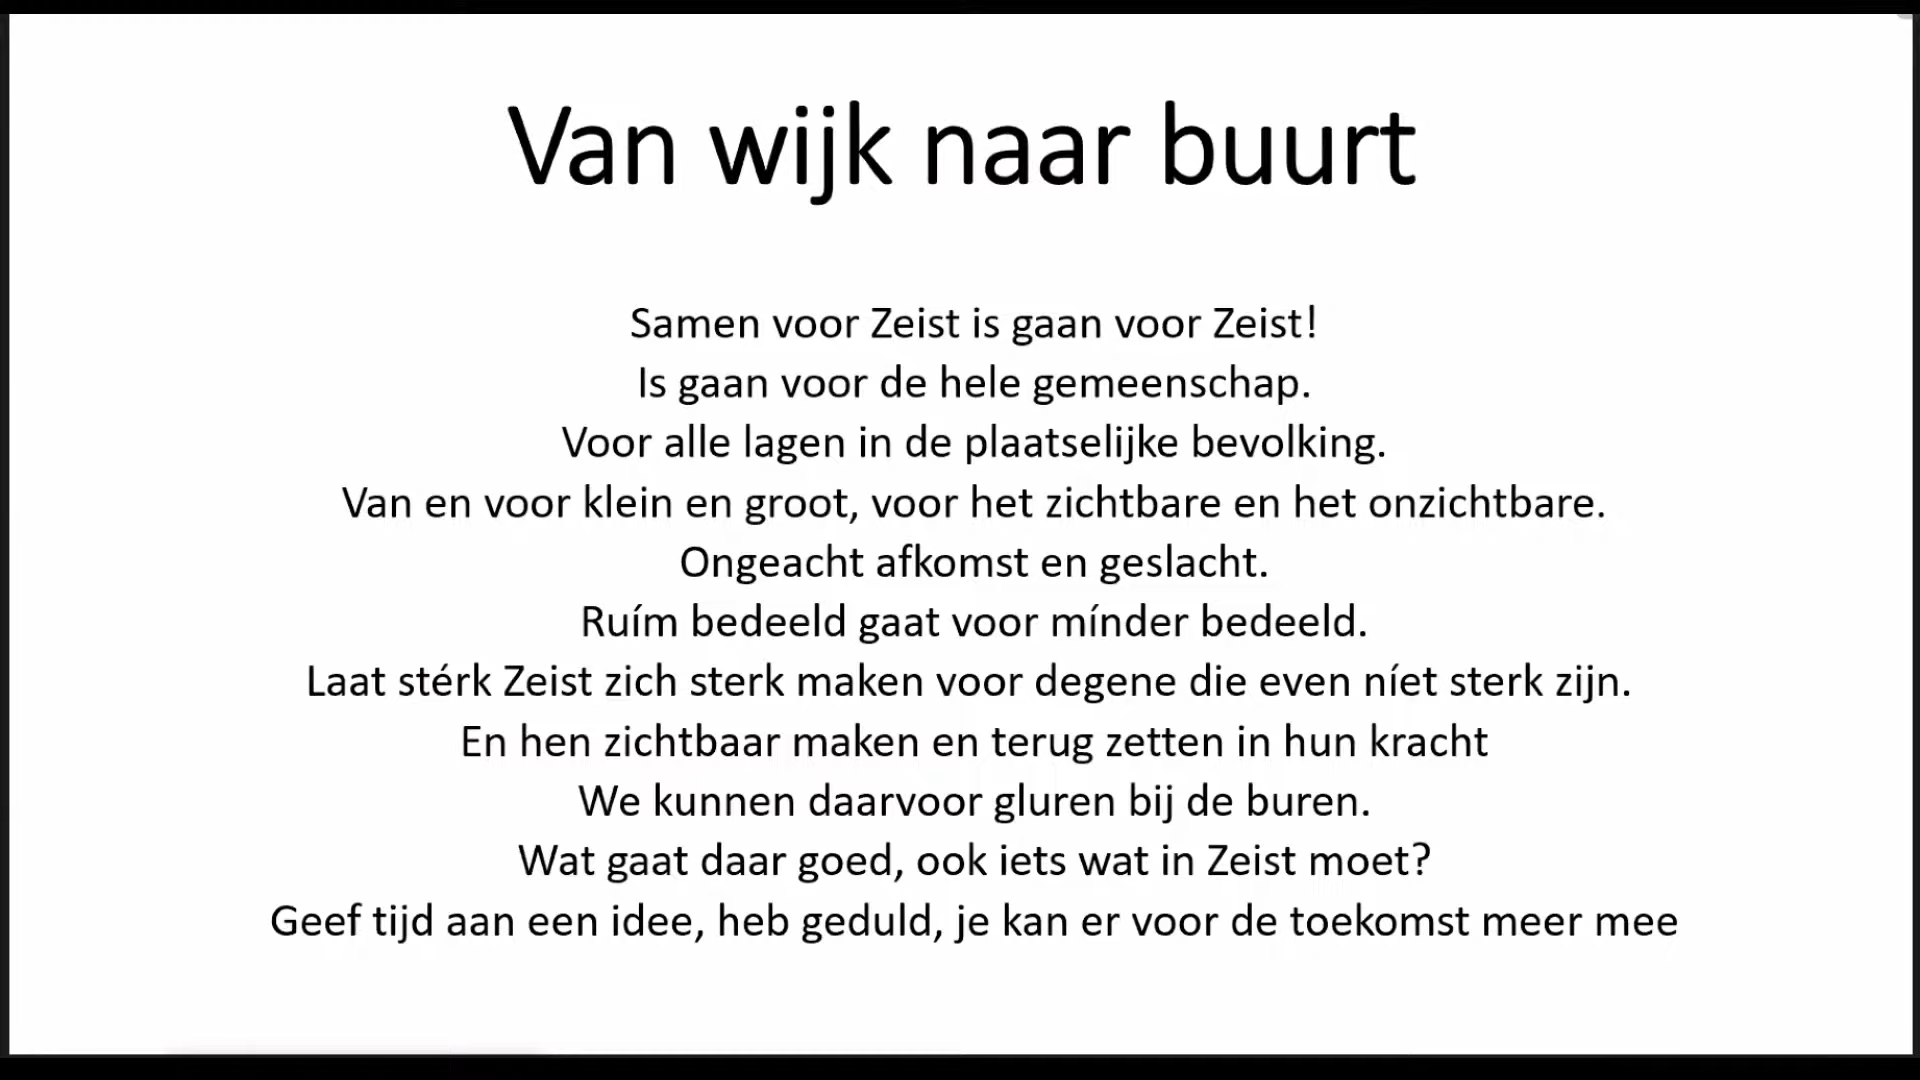 Van wijk naar buurt
Samen voor Zeist is gaan voor Zeist!
Is gaan voor de hele gemeenschap.
Voor alle lagen in de plaatselijke bevolking.
Van en voor klein en groot, voor het zichtbare en het onzichtbare.
Ongeacht afkomst en geslacht.
Ruím bedeeld gaat voor mínder bedeeld.
Laat stérk Zeist zich sterk maken voor degene die even níet sterk zijn.
En hen zichtbaar maken en terug zetten in hun kracht
We kunnen daarvoor gluren bij de buren.
Wat gaat daar goed, ook iets wat in Zeist moet?
Geef tijd aan een idee, heb geduld, je kan er voor de toekomst meer mee